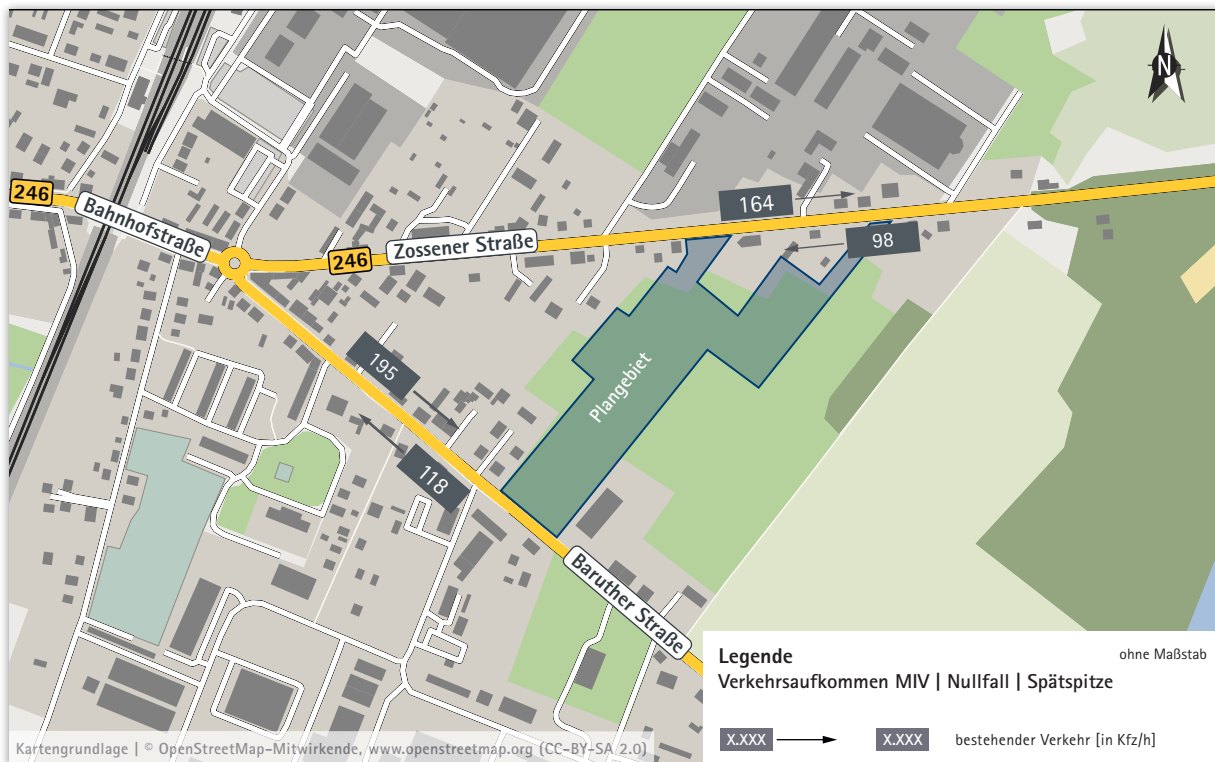 N
246
Bahnhofstraße
246
Zossener Straße
164
98
195
118
Plangebiet
Baruther Straße
Legende
ohne Maßstab
Verkehrsaufkommen MIV | Nullfall | Spätspitze
X.XXX X.XXX bestehender Verkehr [in Kfz/h]
Kartengrundlage | © OpenStreetMap-Mitwirkende, www.openstreetmap.org (CC-BY-SA 2.0)